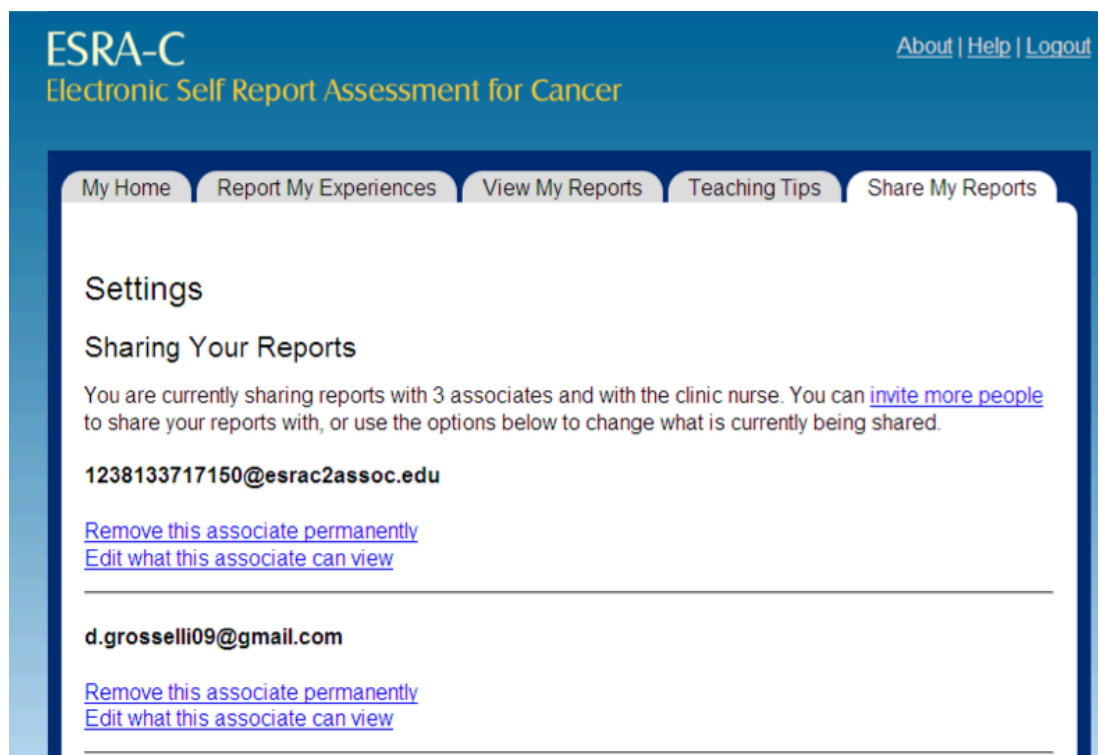 ESRA-C
About | Help | Logout
Electronic Self Report Assessment for Cancer
My Home Report My Experiences View My Reports Teaching Tips Share My Reports
Settings
Sharing Your Reports
You are currently sharing reports with 3 associates and with the clinic nurse. You can invite more people
to share your reports with, or use the options below to change what is currently being shared.
1238133717150@esrac2assoc.edu
Remove this associate permanently
Edit what this associate can view
d.grosselli09@gmail.com
Remove this associate permanently
Edit what this associate can view